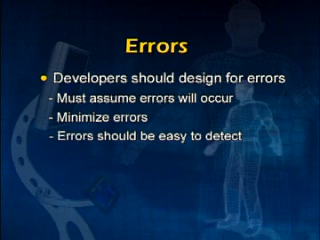 Errors
• Developers should design for errors
- Must assume errors will occur
- Minimize errors
- Errors should be easy to detect